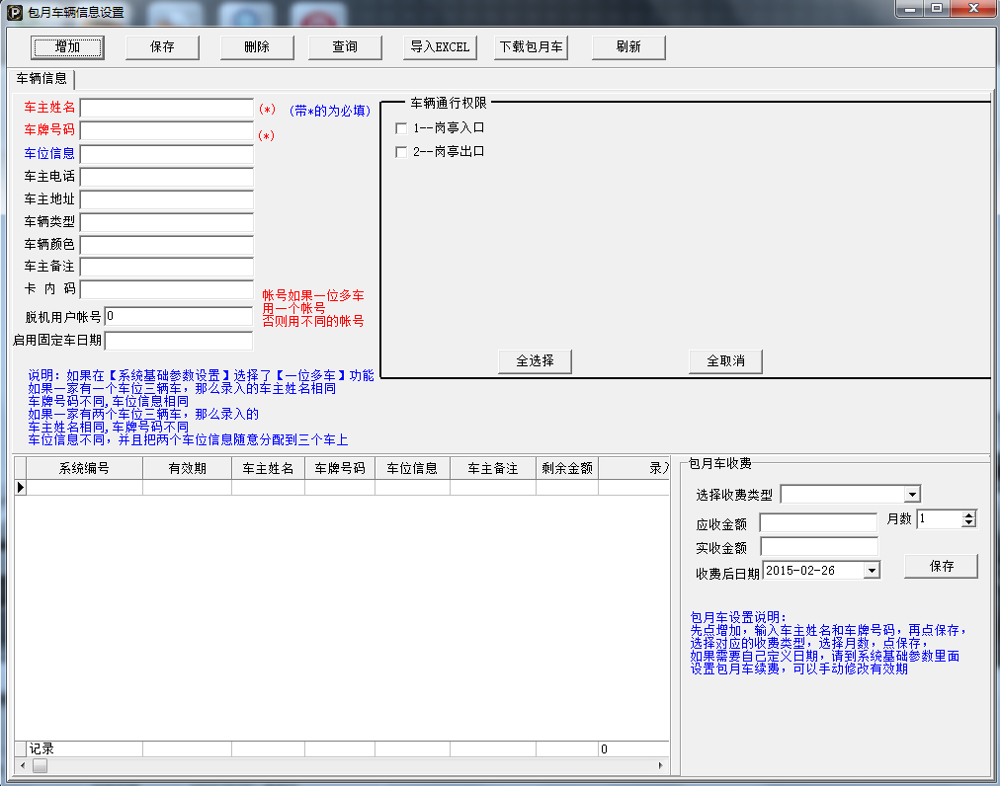 包月车辆信息设置
增加 保存 删除 查询 导入EXCEL 下载包月车 刷新
车辆信息
车主姓名 (*) (带*的为必填)
车牌号码 (*)
车位信息
车主电话
车主地址
车辆类型
车辆颜色
车主备注
卡 内 码
脱机用户帐号 0
启用固定车日期
帐号如果一位多车
用一个帐号
否则用不同的帐号
车辆通行权限
1--岗亭入口
2--岗亭出口
全选择 全取消
说明: 如果在【系统基础参数设置】选择了【一位多车】功能
如果一家有一个车位三辆车, 那么录入的车主姓名相同
车牌号码不同, 车位信息相同
如果一家有两个车位三辆车, 那么录入的
车主姓名相同, 车牌号码不同
车位信息不同, 并且把两个车位信息随意分配到三个车上
系统编号 有效期 车主姓名 车牌号码 车位信息 车主备注 剩余金额 录入
记录 0
包月车收费
选择收费类型
应收金额 月数 1
实收金额
收费后日期 2015-02-26 保存
包月车设置说明:
先点增加, 输入车主姓名和车牌号码, 再点保存,
选择对应的收费类型, 选择月数, 点保存,
如果需要自己定义日期, 请到系统基础参数里面
设置包月车续费, 可以手动修改有效期